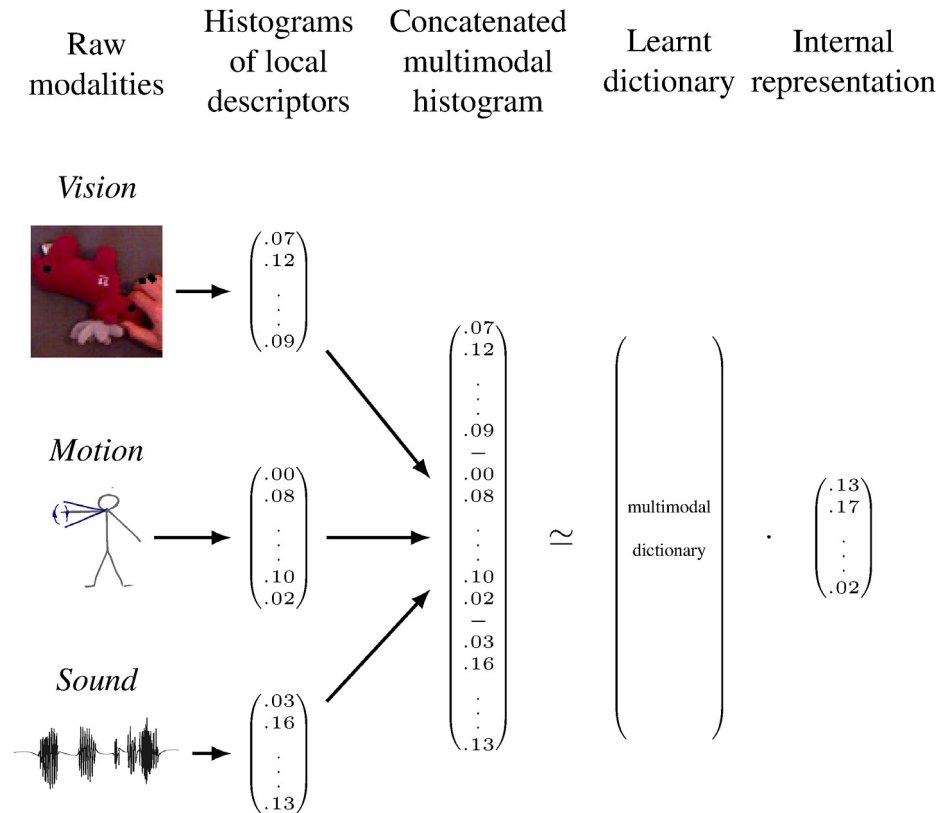 Raw
modalities
Histograms
of local
descriptors
Concatenated
multimodal
histogram
Learnt
dictionary
Internal
representation
Vision
.07
.12
.
.
.
.09
Motion
.00
.08
.
.
.
.10
.02
Sound
.03
.16
.
.
.
.13
.07
.12
.
.
.
.09
—
.00
.08
.
.
.
.10
.02
—
.03
.16
.
.
.
.13
≃
multimodal
dictionary
·
.13
.17
.
.
.
.02